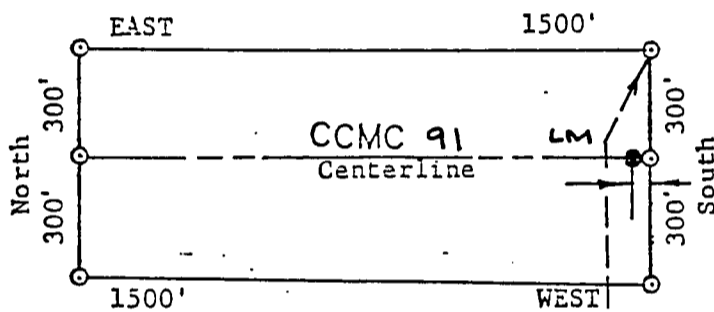 EAST 1500'
300' 300'
North
CCMC 91 LM
Centerline
South
300' 300'
1500' WEST